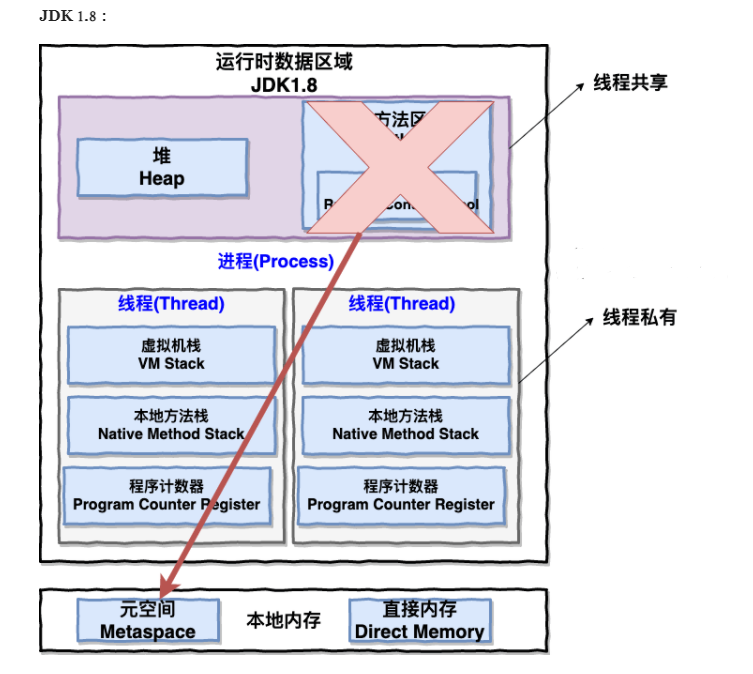 JDK 1.8：
运行时数据区域
JDK1.8
线程共享
方法区
堆
Heap
进程(Process)
线程(Thread)
线程(Thread)
线程私有
虚拟机栈
VM Stack
虚拟机栈
VM Stack
本地方法栈
Native Method Stack
本地方法栈
Native Method Stack
程序计数器
Program Counter Register
程序计数器
Program Counter Register
元空间
Metaspace
本地内存
直接内存
Direct Memory